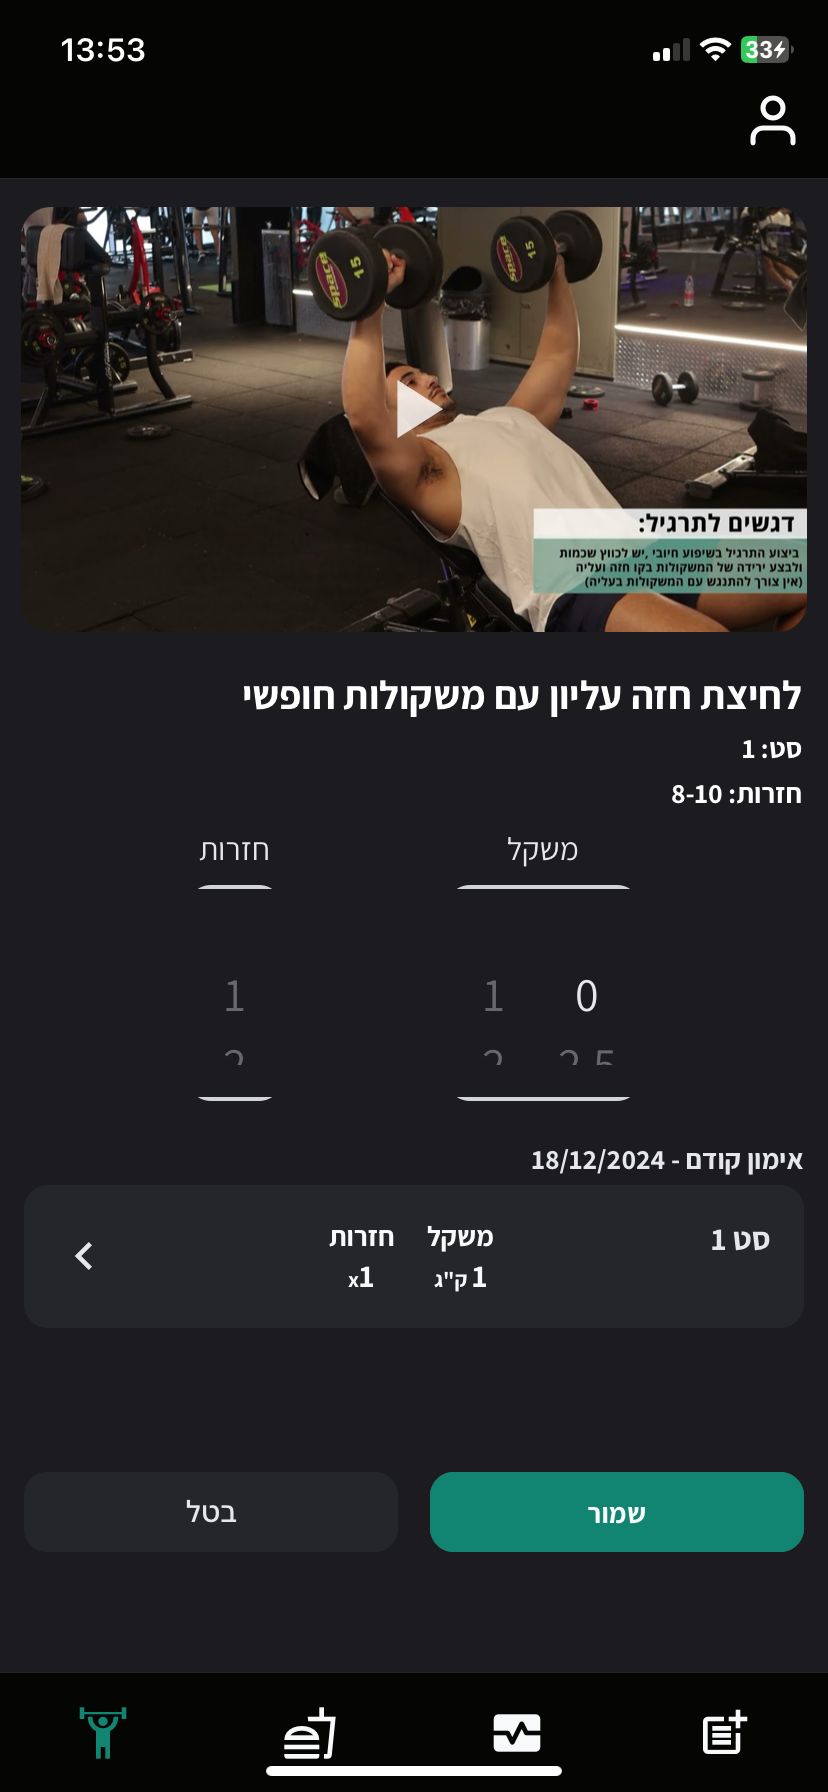 13:53
33
space 15
space 15
דגשים לתרגיל:
ביצוע התרגיל בשיפוע חיובי ,יש לכווץ שכמות
ולבצע ירידה של המשקולות בקו חזה ועליה
(אין צורך להתנגש עם המשקולות בעליה)
לחיצת חזה עליון עם משקולות חופשי
סט: 1
חזרות: 8-10
משקל
חזרות
0
1
1
2.5
2
2
אימון קודם - 18/12/2024
סט 1
משקל
חזרות
1 ק"ג
x1
שמור
בטל